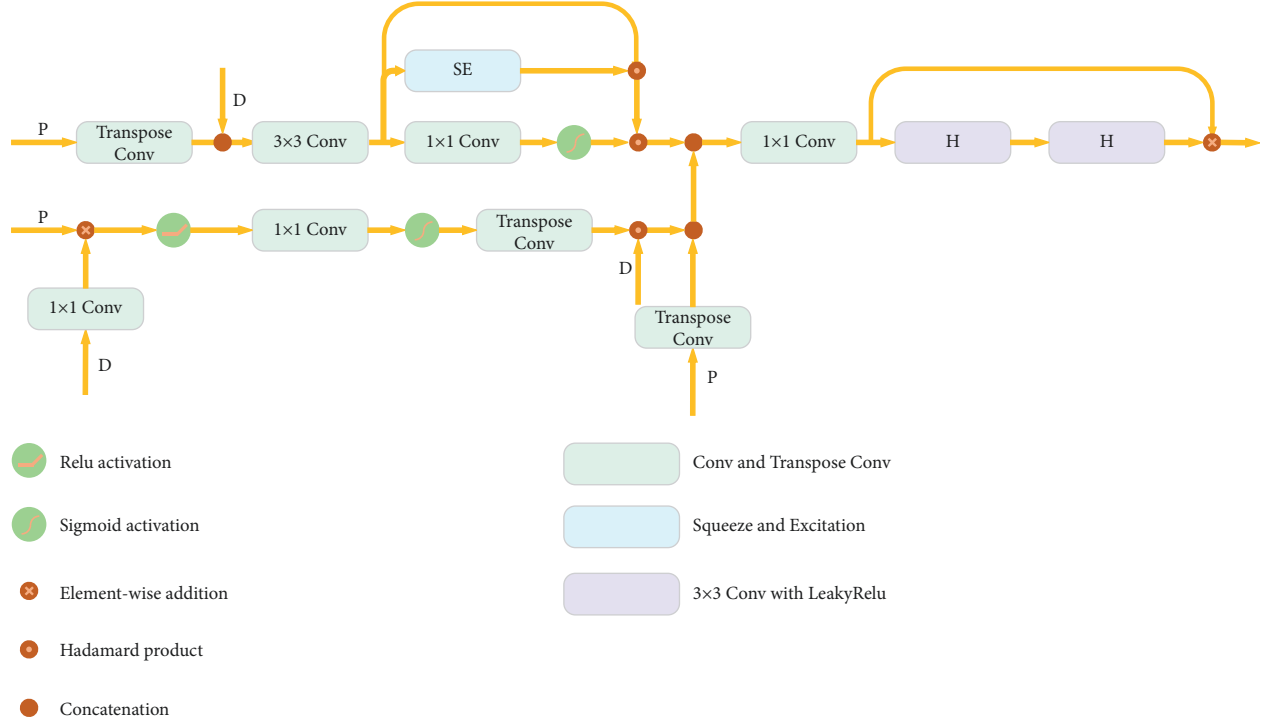 SE
D
P
Transpose
Conv
3×3 Conv
1×1 Conv
1×1 Conv
H
H
P
1×1 Conv
Transpose
Conv
D
1×1 Conv
Transpose
Conv
D
P
Relu activation
Conv and Transpose Conv
Sigmoid activation
Squeeze and Excitation
Element-wise addition
3×3 Conv with LeakyRelu
Hadamard product
Concatenation